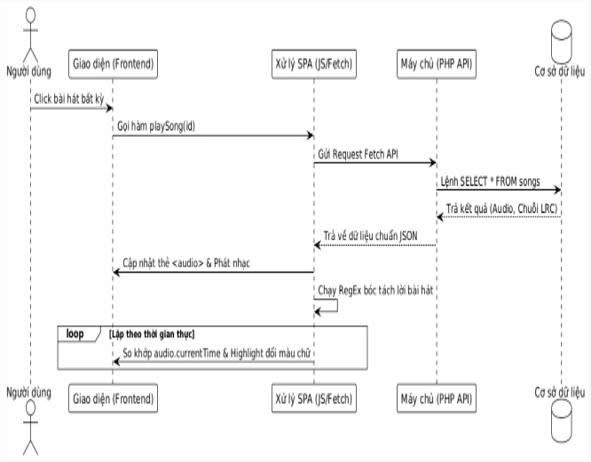 Người dùng
Giao diện (Frontend)
Xử lý SPA (JS/Fetch)
Máy chủ (PHP API)
Cơ sở dữ liệu
Click bài hát bất kỳ
Gọi hàm playSong(id)
Gửi Request Fetch API
Lệnh SELECT * FROM songs
Trả kết quả (Audio, Chuỗi LRC)
Trả về dữ liệu chuẩn JSON
Cập nhật thẻ <audio> & Phát nhạc
Chạy RegEx bóc tách lời bài hát
loop [Lặp theo thời gian thực]
So khớp audio.currentTime & Highlight đổi màu chữ
Người dùng
Giao diện (Frontend)
Xử lý SPA (JS/Fetch)
Máy chủ (PHP API)
Cơ sở dữ liệu